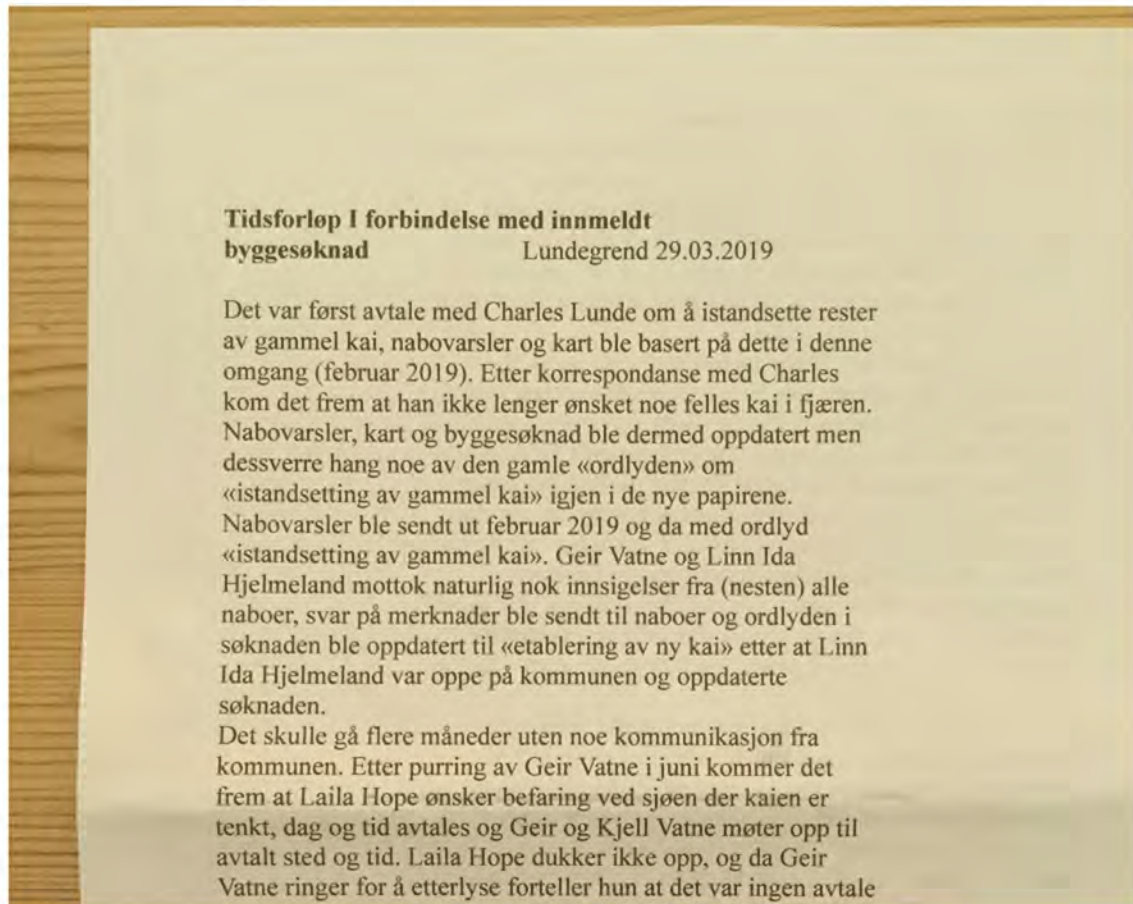 Tidsforløp I forbindelse med innmeldt
byggesøknad Lundegrend 29.03.2019
Det var først avtale med Charles Lunde om å istandsette rester
av gammel kai, nabovarsler og kart ble basert på dette i denne
omgang (februar 2019). Etter korrespondanse med Charles
kom det frem at han ikke lenger ønsket noe felles kai i fjæren.
Nabovarsler, kart og byggesøknad ble dermed oppdatert men
dessverre hang noe av den gamle «ordlyden» om
«istandsetting av gammel kai» igjen i de nye papirene.
Nabovarsler ble sendt ut februar 2019 og da med ordlyd
«istandsetting av gammel kai». Geir Vatne og Linn Ida
Hjelmeland mottok naturlig nok innsigelser fra (nesten) alle
naboer, svar på merknader ble sendt til naboer og ordlyden i
søknaden ble oppdatert til «etablering av ny kai» etter at Linn
Ida Hjelmeland var oppe på kommunen og oppdaterte
søknaden.
Det skulle gå flere måneder uten noe kommunikasjon fra
kommunen. Etter purring av Geir Vatne i juni kommer det
frem at Laila Hope ønsker befaring ved sjøen der kaien er
tenkt, dag og tid avtales og Geir og Kjell Vatne møter opp til
avtalt sted og tid. Laila Hope dukker ikke opp, og da Geir
Vatne ringer for å etterlyse forteller hun at det var ingen avtale